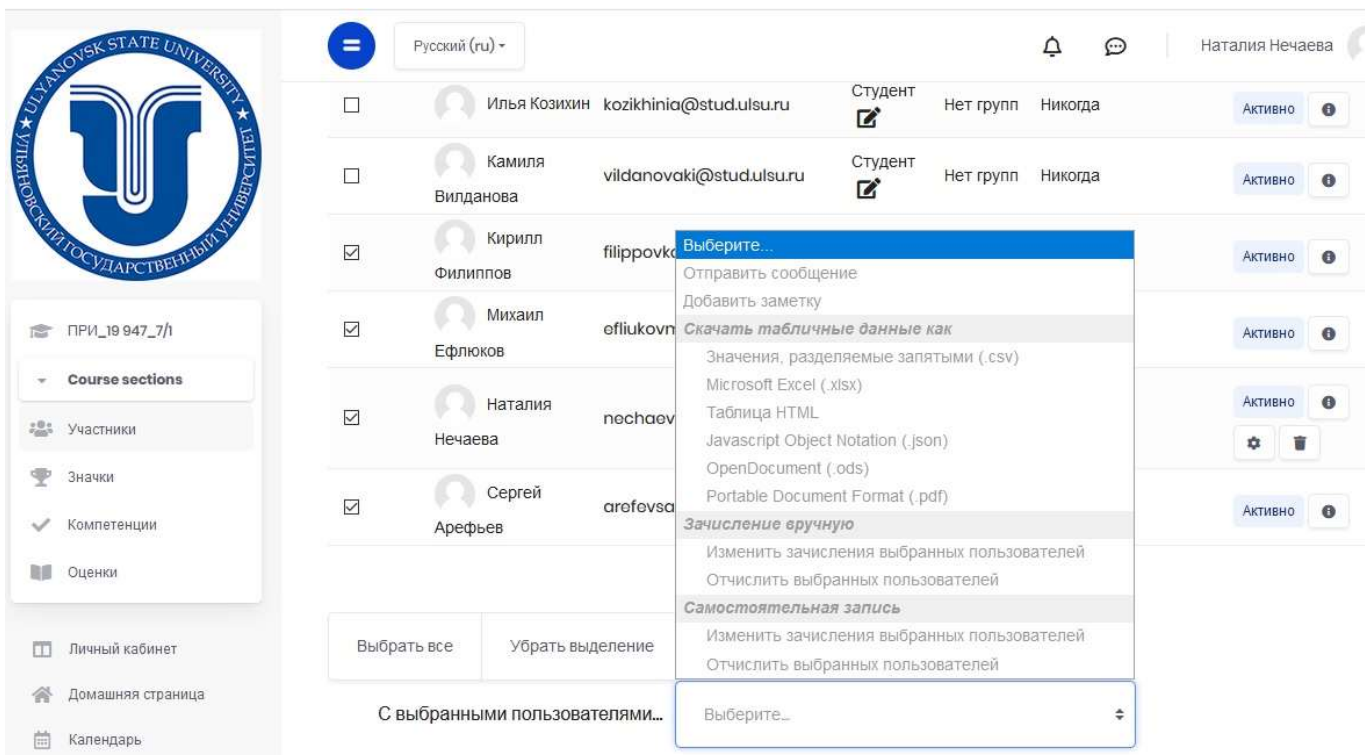 ULYANOVSK STATE UNIVERSITY
УЛЬЯНОВСКИЙ ГОСУДАРСТВЕННЫЙ УНИВЕРСИТЕТ
Русский (ru)
Наталия Нечаева
Илья Козихин kozikhinia@stud.ulsu.ru Студент Нет групп Никогда Активно
Камиля
Вилданова
vildanovaki@stud.ulsu.ru Студент Нет групп Никогда Активно
Кирилл
Филиппов
Активно
Михаил
Ефлюков
Активно
Наталия
Нечаева
Активно
Сергей
Арефьев
Активно
Выберите...
Отправить сообщение
Добавить заметку
Скачать табличные данные как
Значения, разделяемые запятыми (.csv)
Microsoft Excel (.xlsx)
Таблица HTML
Javascript Object Notation (.json)
OpenDocument (.ods)
Portable Document Format (.pdf)
Зачисление вручную
Изменить зачисления выбранных пользователей
Отчислить выбранных пользователей
Самостоятельная запись
Изменить зачисления выбранных пользователей
Отчислить выбранных пользователей
Выбрать все
Убрать выделение
С выбранными пользователями...
Выберите...
ПРИ_19 947_7/1
Course sections
Участники
Значки
Компетенции
Оценки
Личный кабинет
Домашняя страница
Календарь